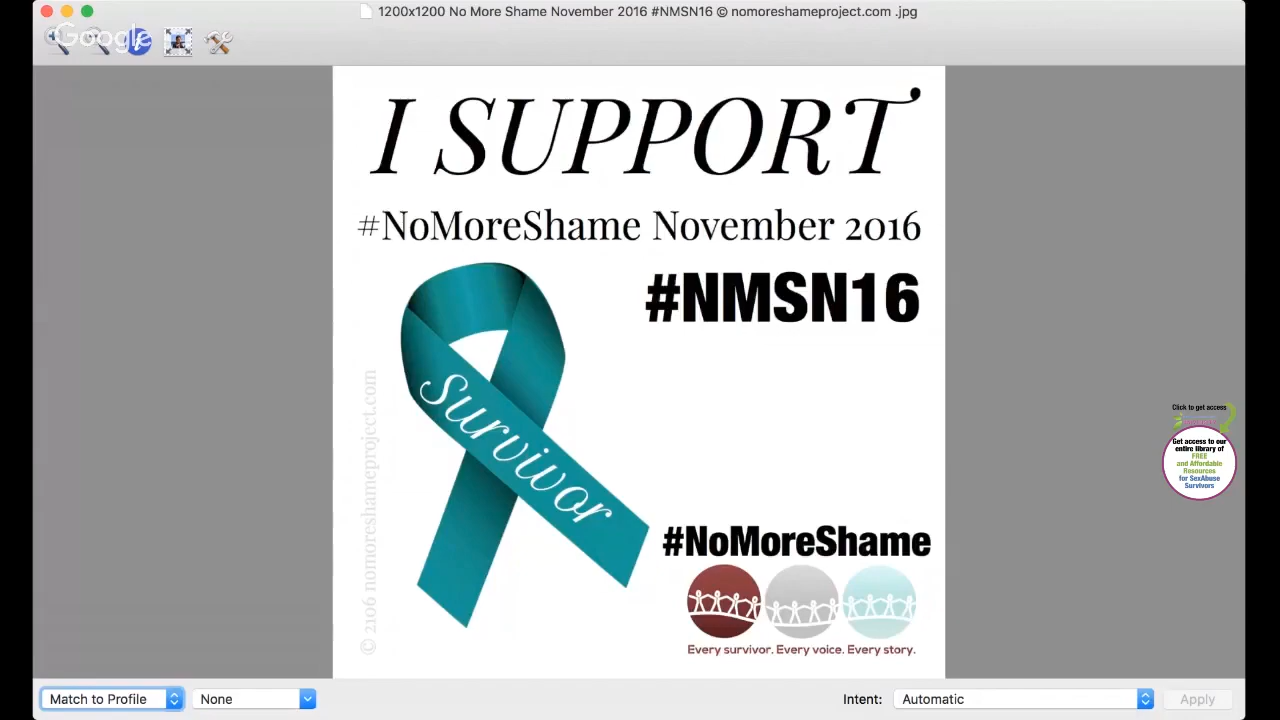 1200x1200 No More Shame November 2016 #NMSN16 © nomoreshameproject.com .jpg
Google
I SUPPORT
#NoMoreShame November 2016
#NMSN16
Survivor
© 2106 nomoreshameproject.com
Click to get access
Get access to our
entire library of
FREE
and Affordable
Resources
for SexAbuse
Survivors
#NoMoreShame
Every survivor. Every voice. Every story.
Match to Profile
None
Intent:
Automatic
Apply